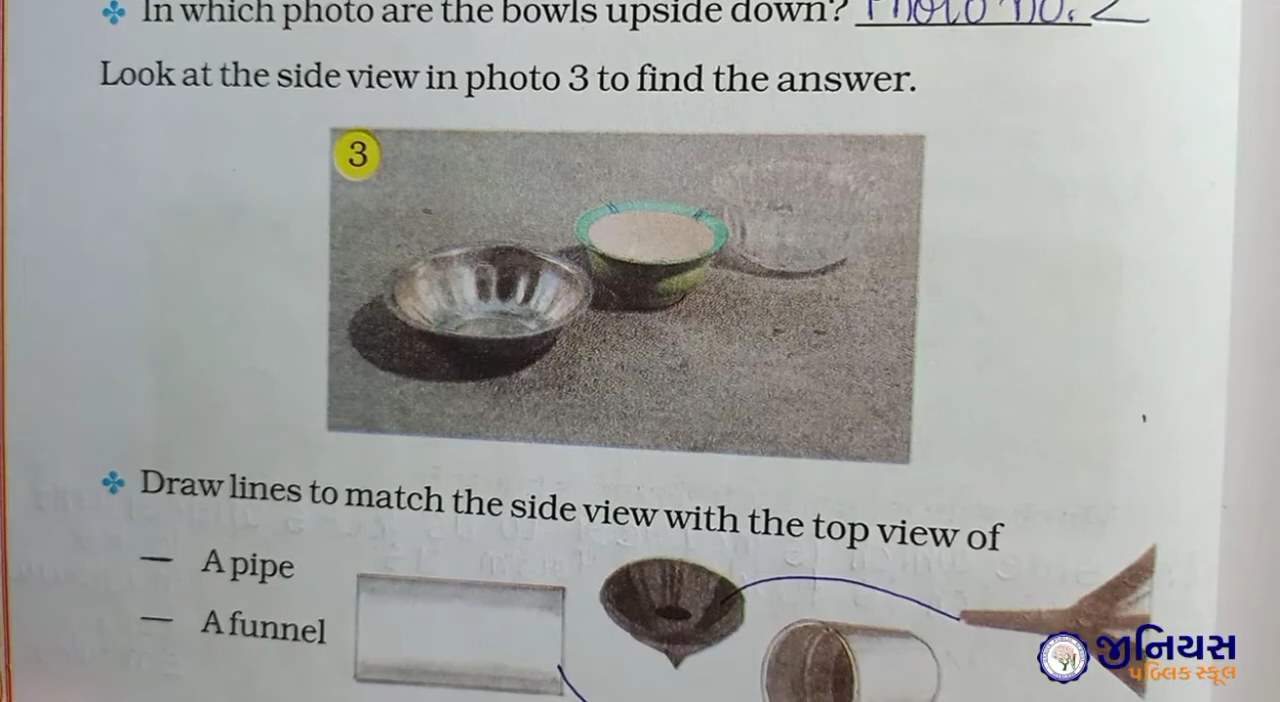 In which photo are the bowls upside down? Photo no. 2
Look at the side view in photo 3 to find the answer.
3
Draw lines to match the side view with the top view of
— A pipe
— A funnel
જીનિયસ
પબ્લિક સ્કૂલ